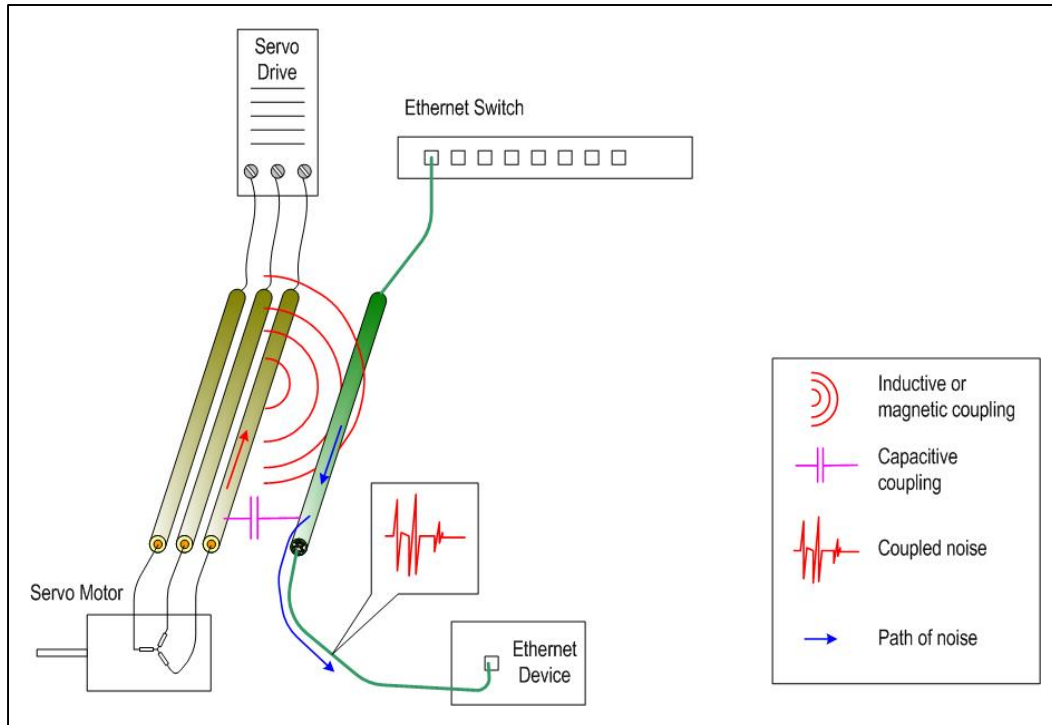 Servo
Drive
Ethernet Switch
Inductive or
magnetic coupling
Capacitive
coupling
Coupled noise
Servo Motor
Ethernet
Device
Path of noise